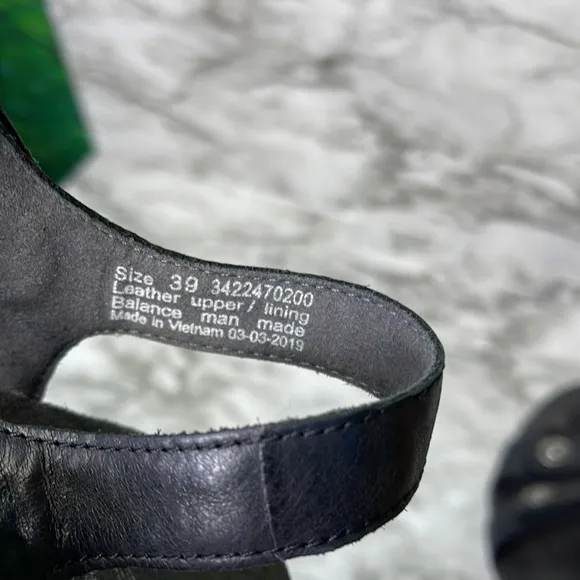 Size 39 3422470200
Leather upper/ lining
Balance man made
Made in Vietnam 03-03-2019